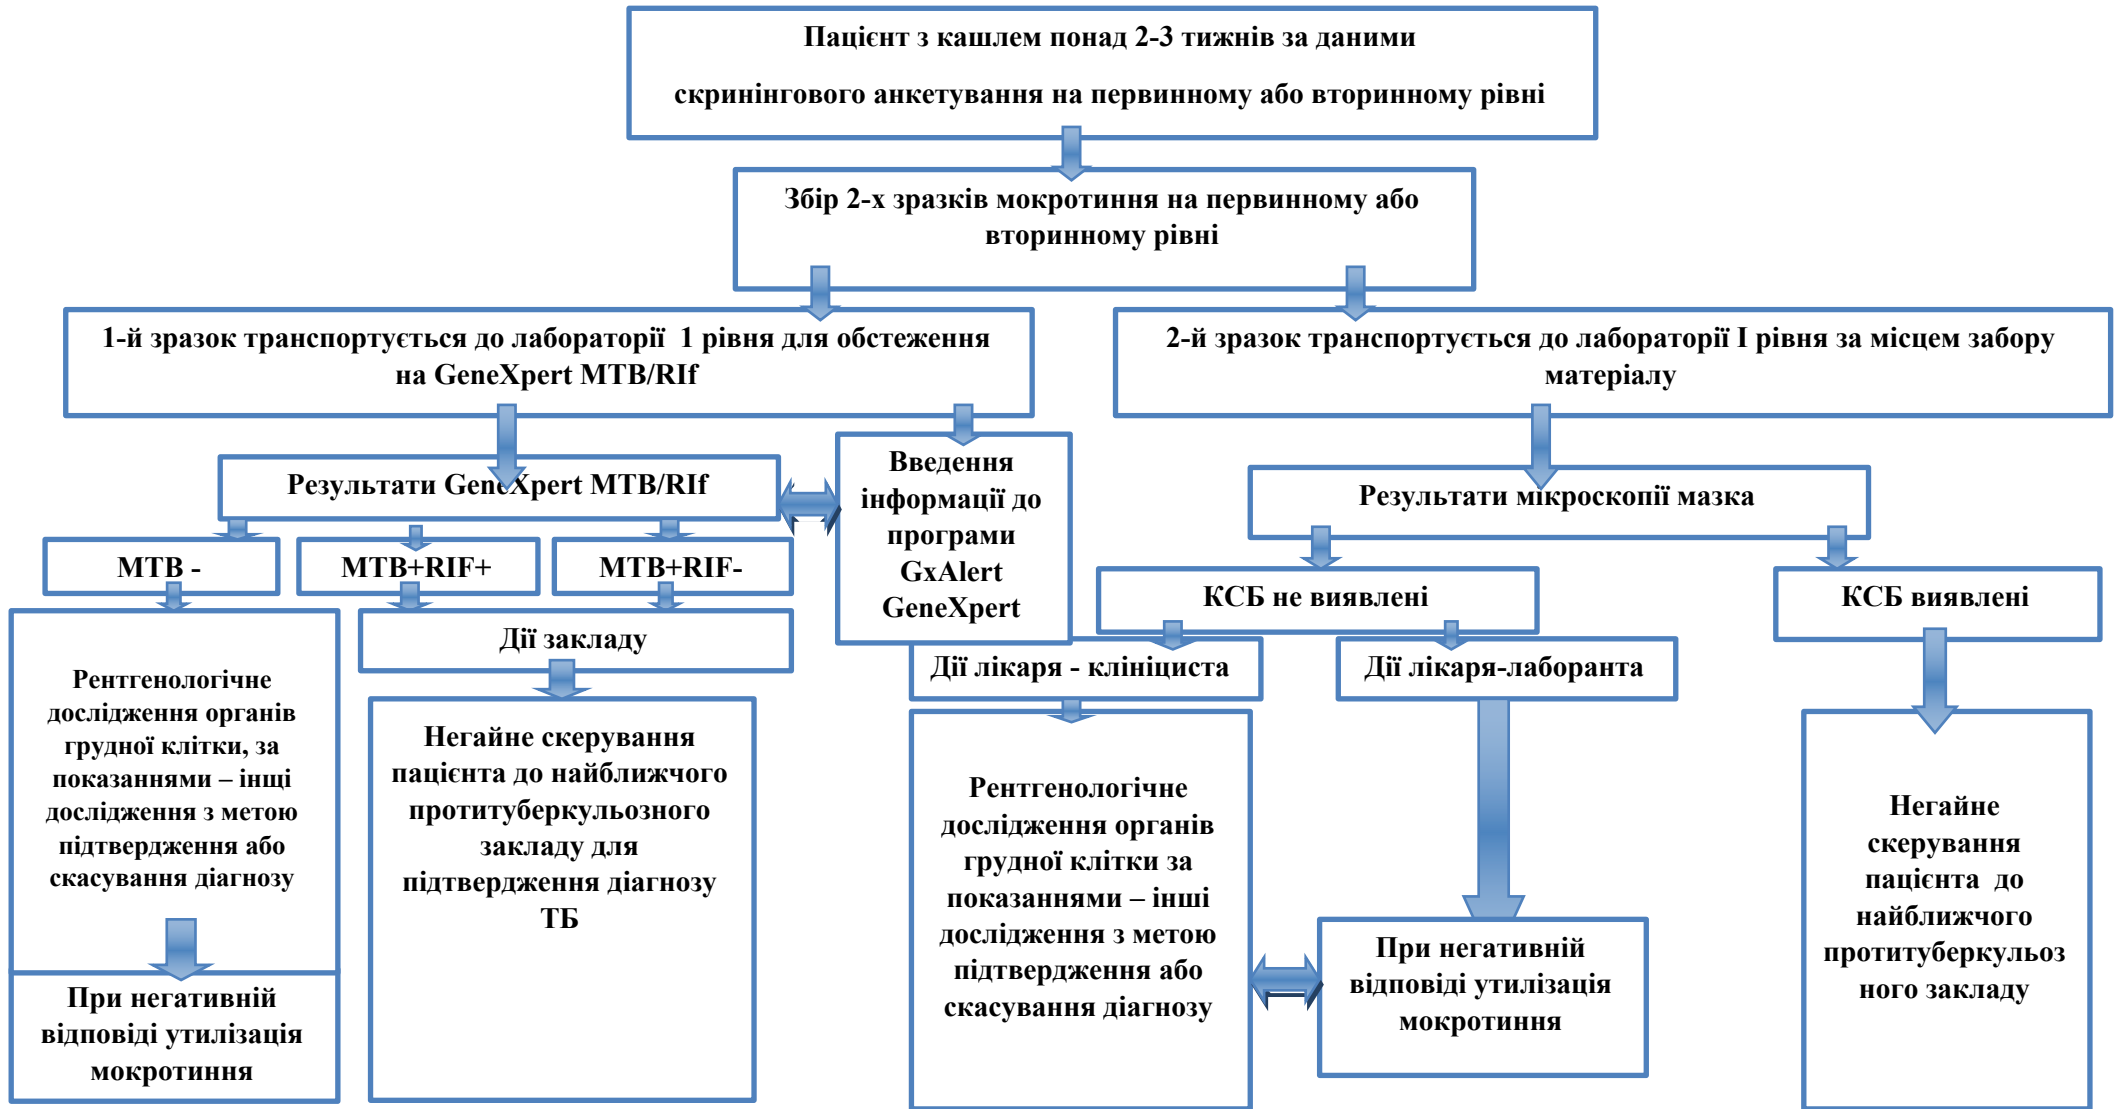 Пацієнт з кашлем понад 2-3 тижнів за даними
скринінгового анкетування на первинному або вторинному рівні
Збір 2-х зразків мокротиння на первинному або
вторинному рівні
1-й зразок транспортується до лабораторії 1 рівня для обстеження
на GeneXpert MTB/RIf
2-й зразок транспортується до лабораторії І рівня за місцем забору
матеріалу
Результати GeneXpert MTB/RIf
Введення
інформації до
програми
GxAlert
GeneXpert
Результати мікроскопії мазка
МТВ -
МТВ+RIF+
МТВ+RIF-
КСБ не виявлені
КСБ виявлені
Дії закладу
Дії лікаря - клініциста
Дії лікаря-лаборанта
Рентгенологічне
дослідження органів
грудної клітки, за
показаннями – інщі
дослідження з метою
підтвердження або
скасування діагнозу
Негайне скерування
пацієнта до найближчого
протитуберкульозного
закладу для
підтвердження діагнозу
ТБ
Рентгенологічне
дослідження органів
грудної клітки за
показаннями – інші
дослідження з метою
підтвердження або
скасування діагнозу
При негативній
відповіді утилізація
мокротиння
Негайне
скерування
пацієнта до
найближчого
протитуберкульоз
ного закладу
При негативній
відповіді утилізація
мокротиння